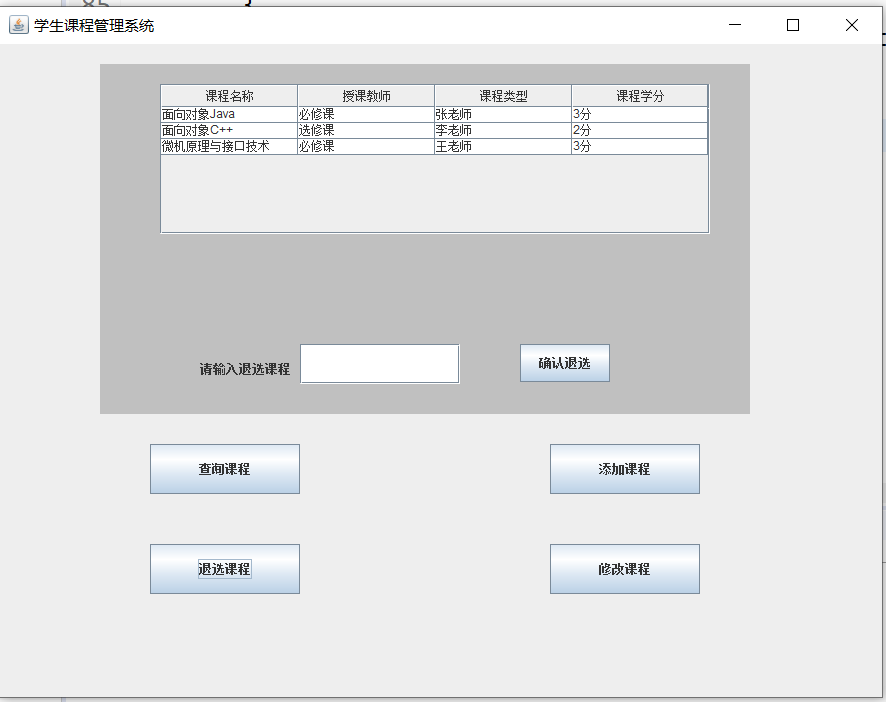 85 }
学生课程管理系统
课程名称 授课教师 课程类型 课程学分
面向对象Java 必修课 张老师 3分
面向对象C++ 选修课 李老师 2分
微机原理与接口技术 必修课 王老师 3分
请输入退选课程 确认退选
查询课程 添加课程
退选课程 修改课程